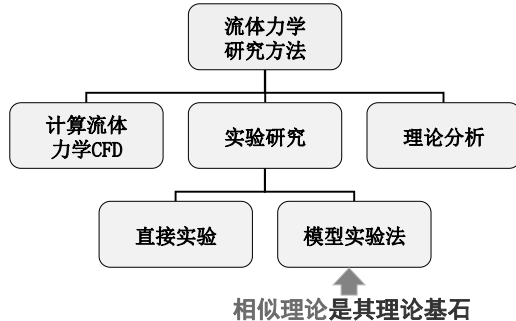 流体力学
研究方法
计算流体
力学CFD
实验研究
理论分析
直接实验
模型实验法
相似理论是其理论基石